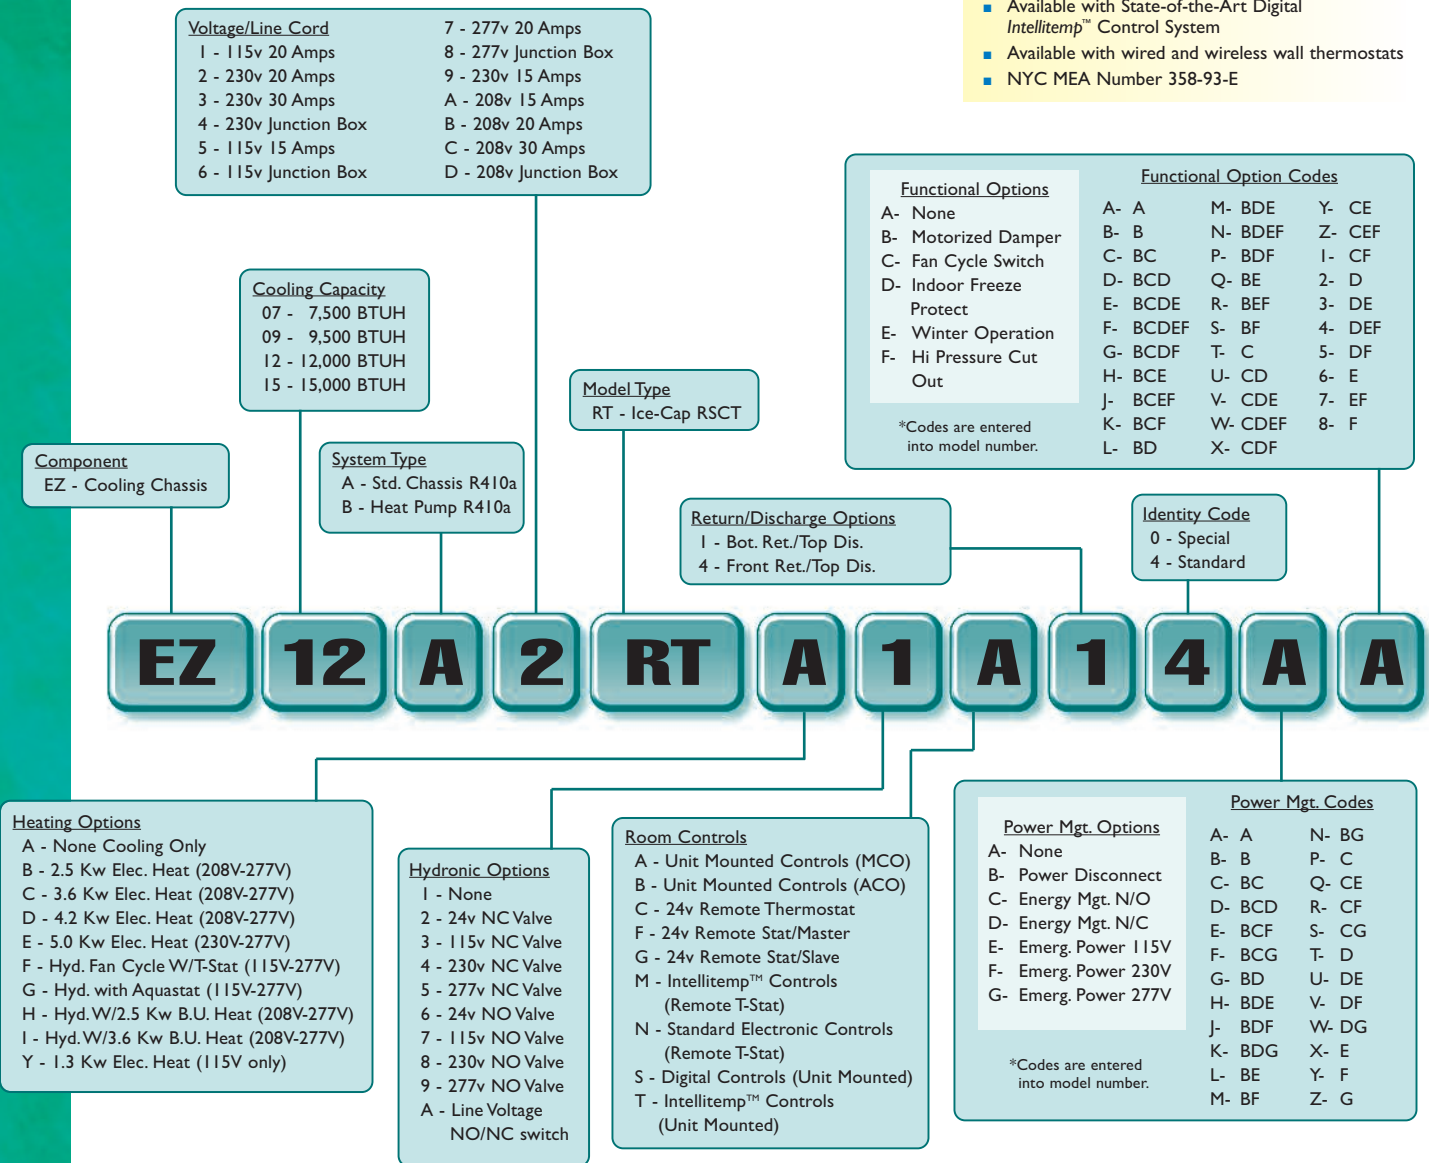 Voltage/Line Cord
1 - 115v 20 Amps
2 - 230v 20 Amps
3 - 230v 30 Amps
4 - 230v Junction Box
5 - 115v 15 Amps
6 - 115v Junction Box
7 - 277v 20 Amps
8 - 277v Junction Box
9 - 230v 15 Amps
A - 208v 15 Amps
B - 208v 20 Amps
C - 208v 30 Amps
D - 208v Junction Box
■ Available with State-of-the-Art Digital
Intellitemp™ Control System
■ Available with wired and wireless wall thermostats
■ NYC MEA Number 358-93-E
Cooling Capacity
07 - 7,500 BTUH
09 - 9,500 BTUH
12 - 12,000 BTUH
15 - 15,000 BTUH
Functional Options
A- None
B- Motorized Damper
C- Fan Cycle Switch
D- Indoor Freeze
Protect
E- Winter Operation
F- Hi Pressure Cut
Out
*Codes are entered
into model number.
Functional Option Codes
A- A
B- B
C- BC
D- BCD
E- BCDE
F- BCDEF
G- BCDF
H- BCE
J- BCEF
K- BCF
L- BD
M- BDE
N- BDEF
P- BDF
Q- BE
R- BEF
S- BF
T- C
U- CD
V- CDE
W- CDEF
X- CDF
Y- CE
Z- CEF
1- CF
2- D
3- DE
4- DEF
5- DF
6- E
7- EF
8- F
Model Type
RT - Ice-Cap RSCT
Component
EZ - Cooling Chassis
System Type
A - Std. Chassis R410a
B - Heat Pump R410a
Return/Discharge Options
1 - Bot. Ret./Top Dis.
4 - Front Ret./Top Dis.
Identity Code
0 - Special
4 - Standard
EZ 12 A 2 RT A 1 A 1 4 A A
Heating Options
A - None Cooling Only
B - 2.5 Kw Elec. Heat (208V-277V)
C - 3.6 Kw Elec. Heat (208V-277V)
D - 4.2 Kw Elec. Heat (208V-277V)
E - 5.0 Kw Elec. Heat (230V-277V)
F - Hyd. Fan Cycle W/T-Stat (115V-277V)
G - Hyd. with Aquastat (115V-277V)
H - Hyd. W/2.5 Kw B.U. Heat (208V-277V)
I - Hyd. W/3.6 Kw B.U. Heat (208V-277V)
Y - 1.3 Kw Elec. Heat (115V only)
Hydronic Options
1 - None
2 - 24v NC Valve
3 - 115v NC Valve
4 - 230v NC Valve
5 - 277v NC Valve
6 - 24v NO Valve
7 - 115v NO Valve
8 - 230v NO Valve
9 - 277v NO Valve
A - Line Voltage
NO/NC switch
Room Controls
A - Unit Mounted Controls (MCO)
B - Unit Mounted Controls (ACO)
C - 24v Remote Thermostat
F - 24v Remote Stat/Master
G - 24v Remote Stat/Slave
M - Intellitemp™ Controls
(Remote T-Stat)
N - Standard Electronic Controls
(Remote T-Stat)
S - Digital Controls (Unit Mounted)
T - Intellitemp™ Controls
(Unit Mounted)
Power Mgt. Options
A- None
B- Power Disconnect
C- Energy Mgt. N/O
D- Energy Mgt. N/C
E- Emerg. Power 115V
F- Emerg. Power 230V
G- Emerg. Power 277V
*Codes are entered
into model number.
Power Mgt. Codes
A- A
B- B
C- BC
D- BCD
E- BCF
F- BCG
G- BD
H- BDE
J- BDF
K- BDG
L- BE
M- BF
N- BG
P- C
Q- CE
R- CF
S- CG
T- D
U- DE
V- DF
W- DG
X- E
Y- F
Z- G